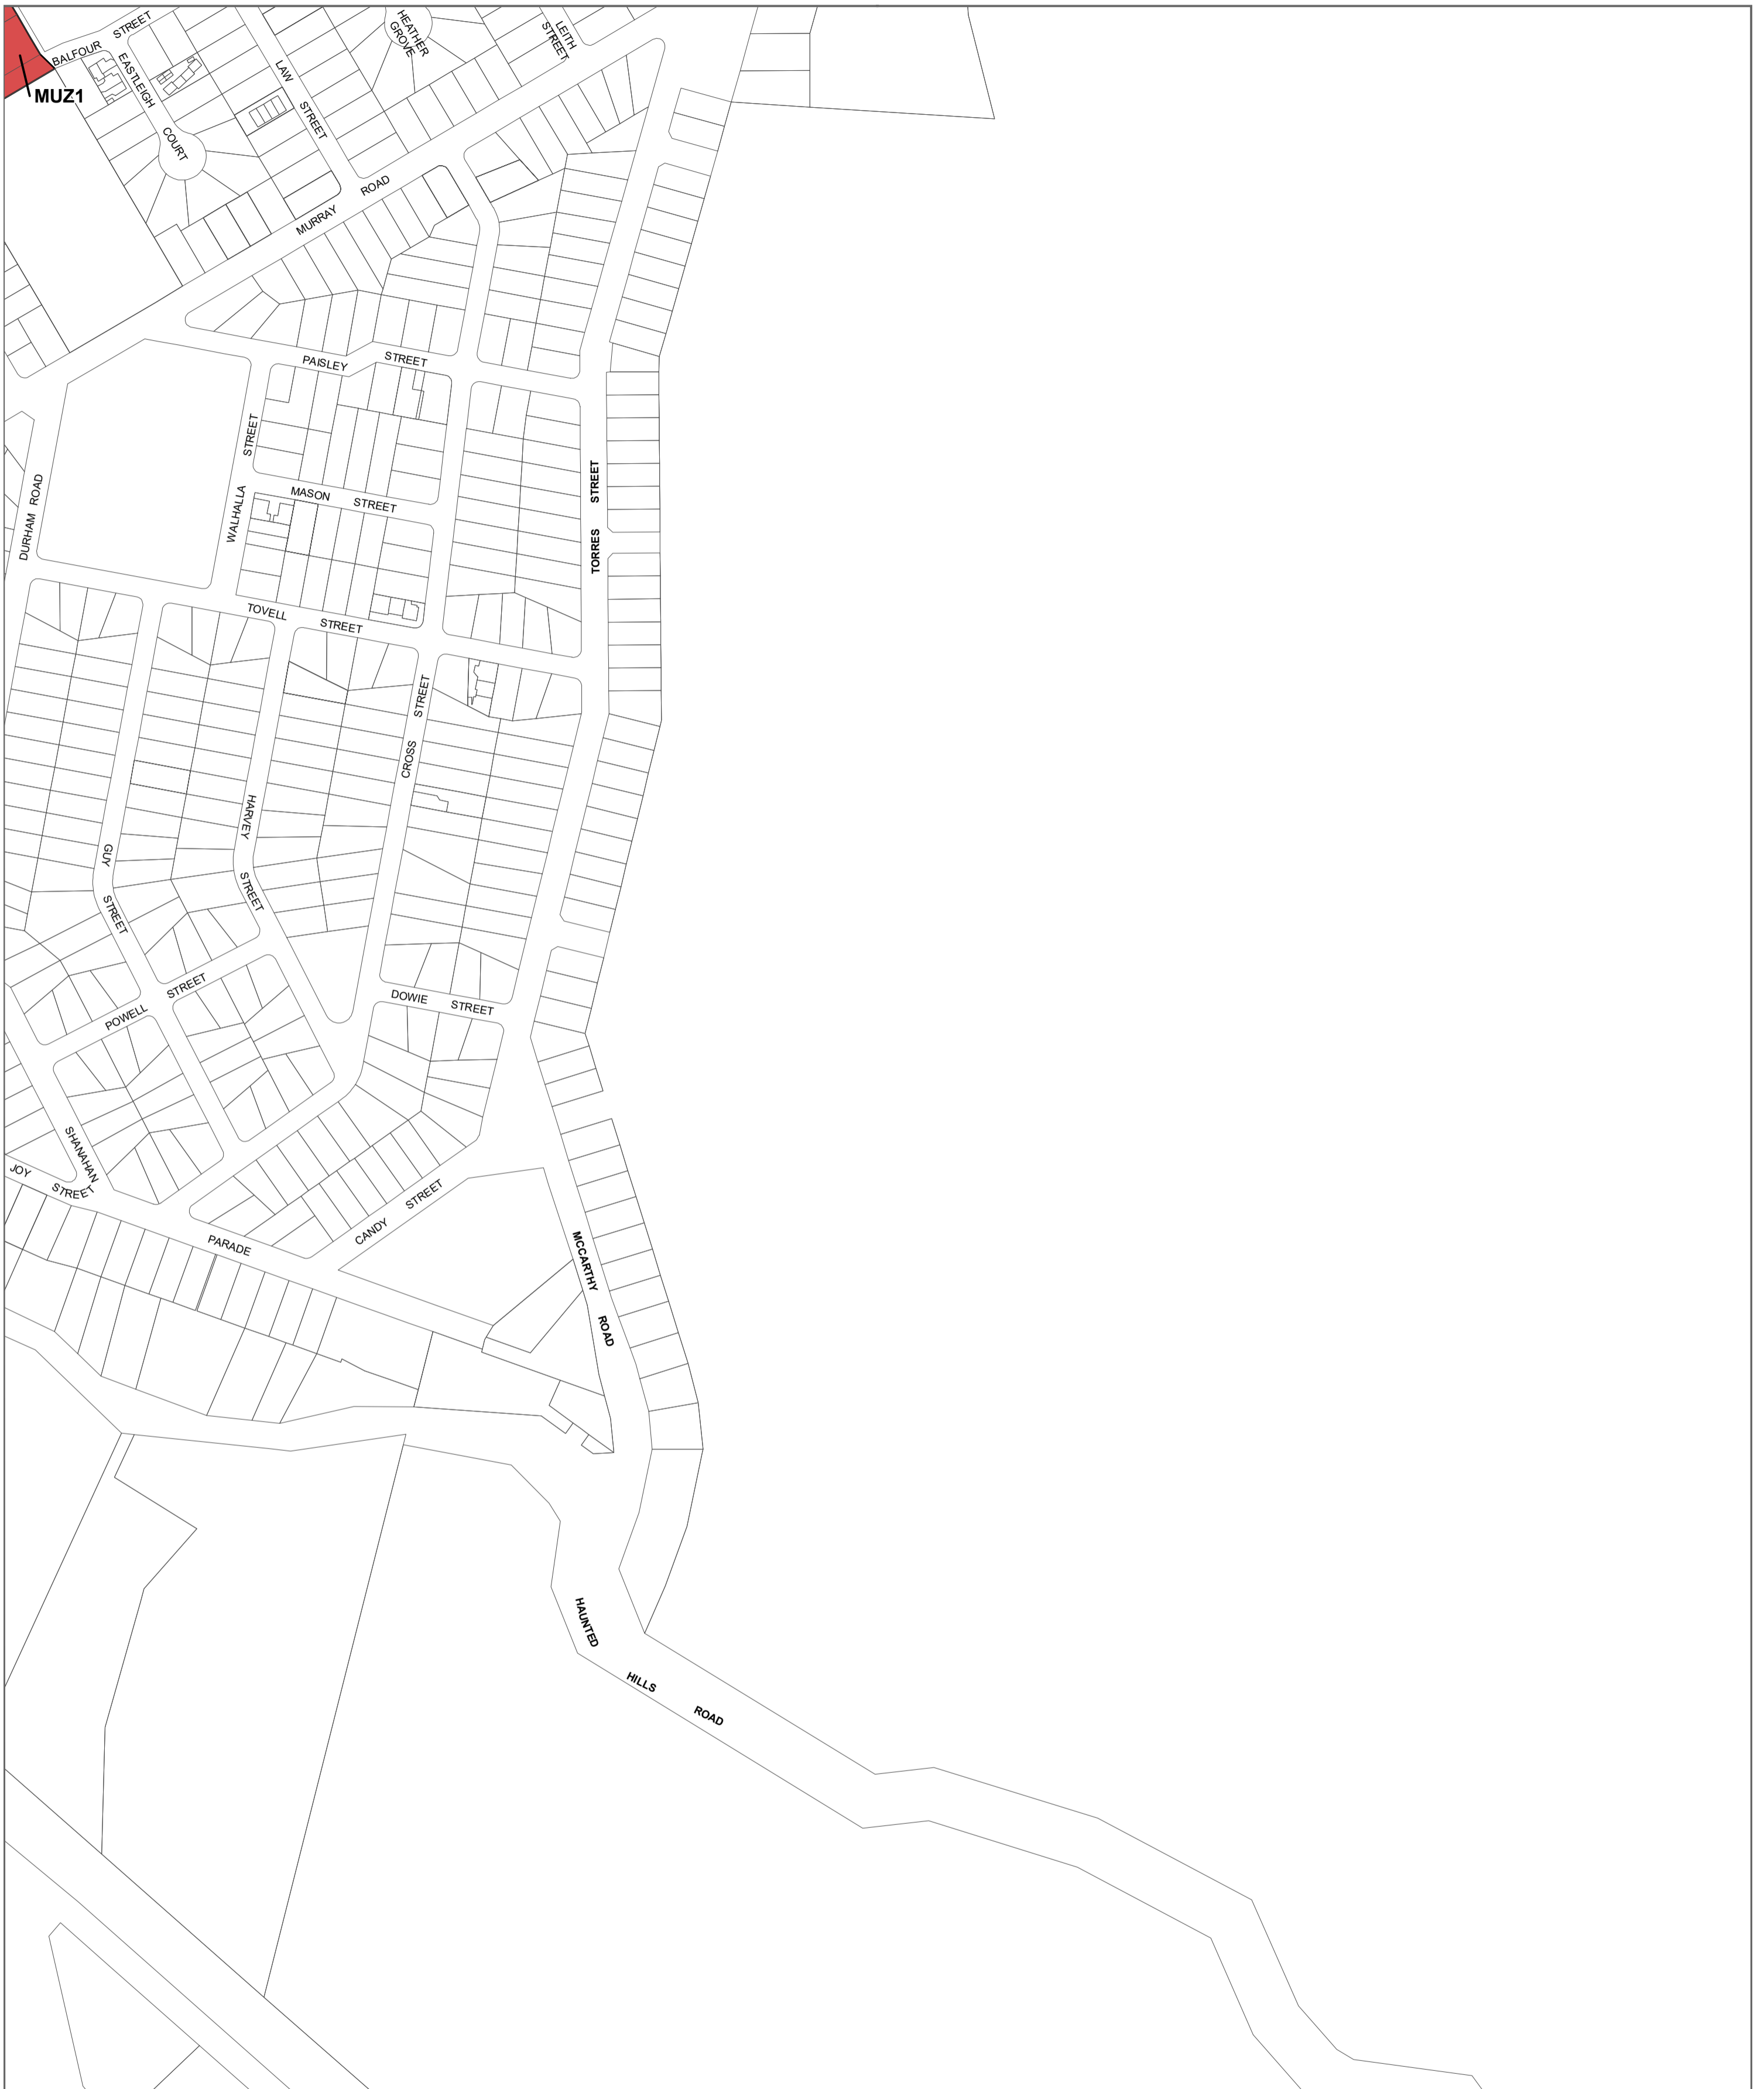 BALFOUR STREET
HEATHER
GROVE
LEITH
STREET
MUZ1
EASTLEIGH COURT
LAW STREET
MURRAY ROAD
PAISLEY STREET
WALHALLA STREET
DURHAM ROAD
MASON STREET
TORRES STREET
TOVELL STREET
CROSS STREET
HARVEY STREET
GUY STREET
POWELL STREET
DOWIE STREET
SHANAHAN
JOY STREET
PARADE
CANDY STREET
MCCARTHY ROAD
HAUNTED HILLS ROAD